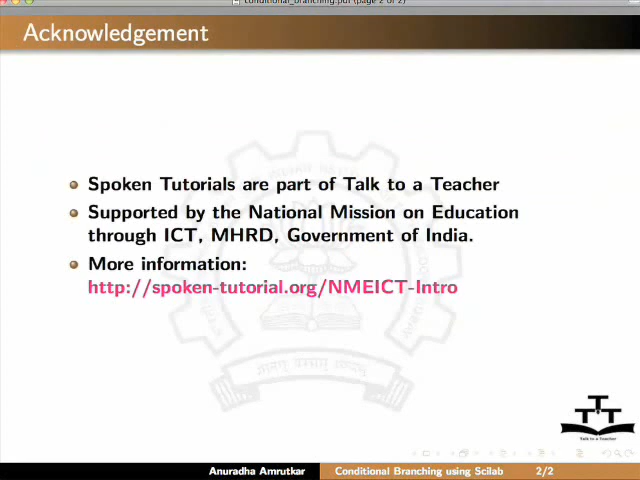 conditional_branching.pdf (page 2 of 2)
Acknowledgement
Spoken Tutorials are part of Talk to a Teacher
Supported by the National Mission on Education
through ICT, MHRD, Government of India.
More information:
http://spoken-tutorial.org/NMEICT-Intro
TTT
Talk to a Teacher
Anuradha Amrutkar Conditional Branching using Scilab 2/2